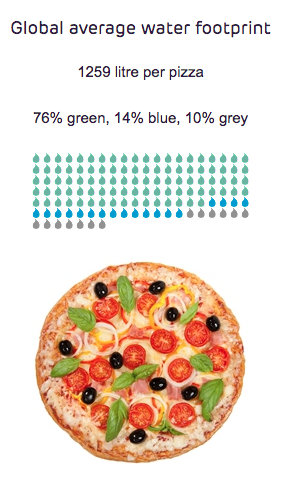 Global average water footprint
1259 litre per pizza
76% green, 14% blue, 10% grey